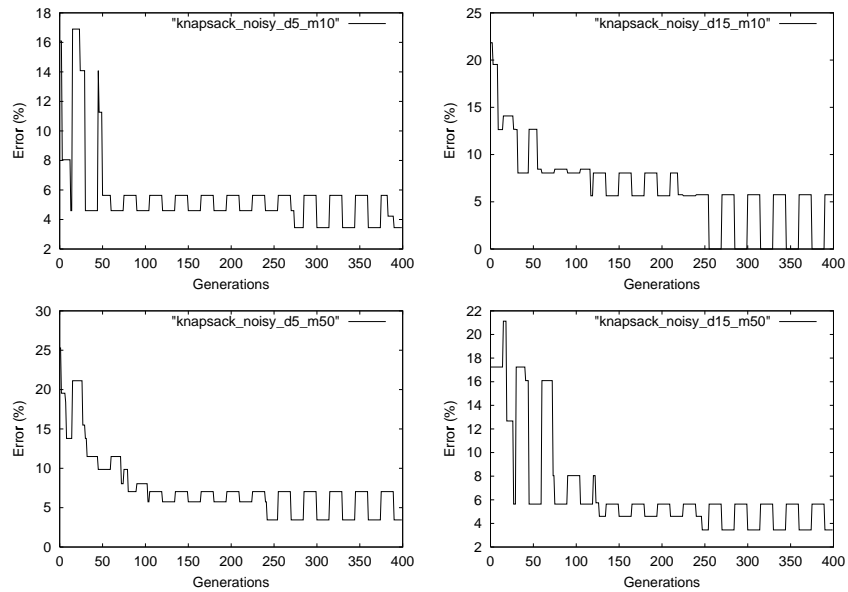 "knapsack_noisy_d5_m10"
18
16
14
12
10
8
6
4
2
Error (%)
0 50 100 150 200 250 300 350 400
Generations
"knapsack_noisy_d15_m10"
25
20
15
10
5
0
Error (%)
0 50 100 150 200 250 300 350 400
Generations
"knapsack_noisy_d5_m50"
30
25
20
15
10
5
0
Error (%)
0 50 100 150 200 250 300 350 400
Generations
"knapsack_noisy_d15_m50"
22
20
18
16
14
12
10
8
6
4
2
Error (%)
0 50 100 150 200 250 300 350 400
Generations